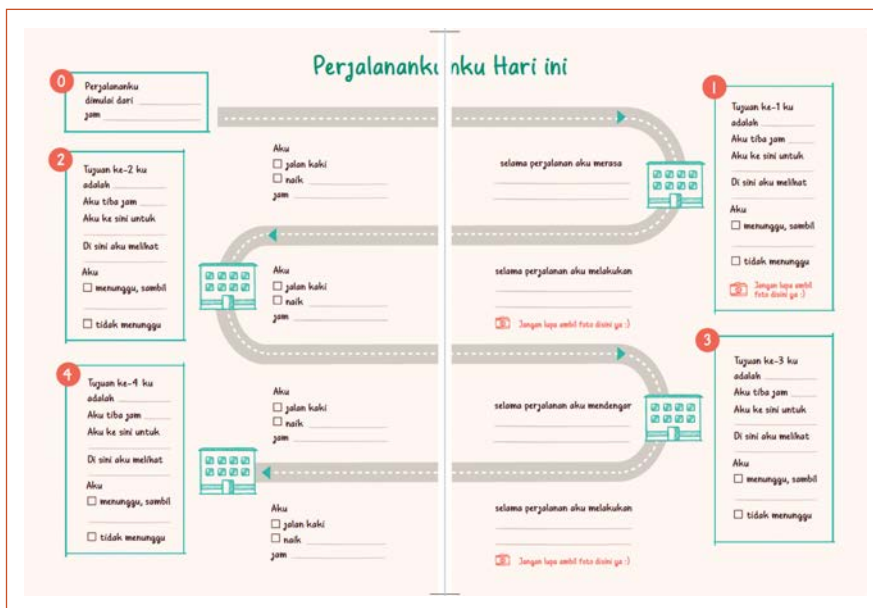 Perjalananku nku Hari ini
0
Perjalananku
dimulai dari
jam
1
Tujuan ke-1 ku
adalah
Aku tiba jam
Aku ke sini untuk
Di sini aku melihat
Aku
menunggu, sambil
tidak menunggu
Jangan lupa ambil
foto disini ya :)
Aku
jalan kaki
naik
jam
selama perjalanan aku merasa
2
Tujuan ke-2 ku
adalah
Aku tiba jam
Aku ke sini untuk
Di sini aku melihat
Aku
menunggu, sambil
tidak menunggu
Aku
jalan kaki
naik
jam
selama perjalanan aku melakukan
Jangan lupa ambil foto disini ya :)
3
Tujuan ke-3 ku
adalah
Aku tiba jam
Aku ke sini untuk
Di sini aku melihat
Aku
menunggu, sambil
tidak menunggu
Aku
jalan kaki
naik
jam
selama perjalanan aku mendengar
4
Tujuan ke-4 ku
adalah
Aku tiba jam
Aku ke sini untuk
Di sini aku melihat
Aku
menunggu, sambil
tidak menunggu
Aku
jalan kaki
naik
jam
selama perjalanan aku melakukan
Jangan lupa ambil foto disini ya :)